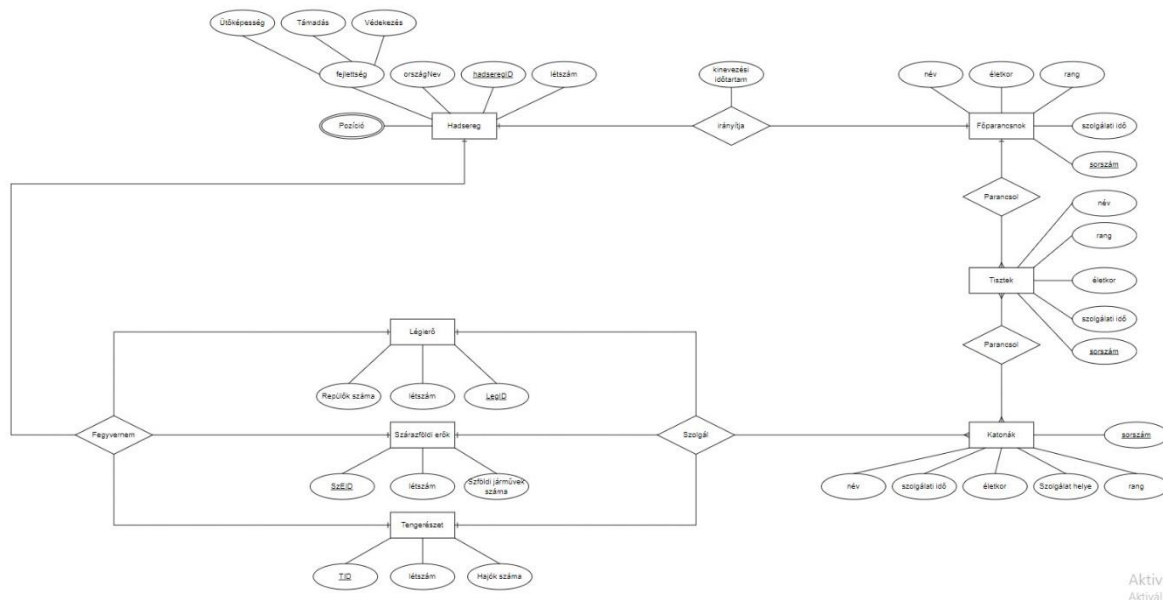 Ütőképesség
Támadás
Védekezés
fejlettség
országNev
hadseregID
létszám
kinevezési
időtartam
név
életkor
rang
Pozíció
Hadsereg
irányítja
Főparancsnok
szolgálati idő
sorszám
Parancsol
név
rang
Tisztek
életkor
szolgálati idő
sorszám
Parancsol
Légierő
Repülők száma
létszám
LegID
Fegyvernem
Szárazföldi erők
Szolgál
Katonák
sorszám
SzEID
létszám
Szföldi járművek
száma
név
szolgálati idő
életkor
Szolgálat helye
rang
Tengerészet
TID
létszám
Hajók száma
Aktiv
Aktivál